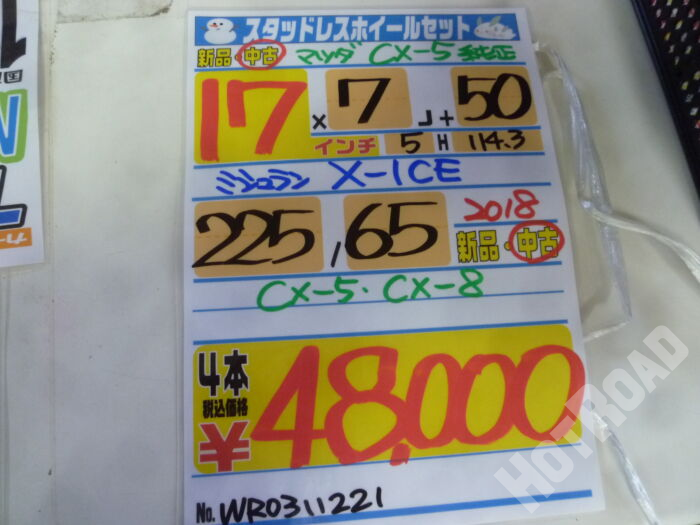 スタッドレスホイールセット
新品・中古 マツダ CX-5 純正
17 × 7 J + 50
インチ 5 H 114.3
ミシュラン X-ICE
225 / 65 2018
新品・中古
CX-5・CX-8
4本
税込価格
¥48,000
No. WR0311221
HOT ROAD